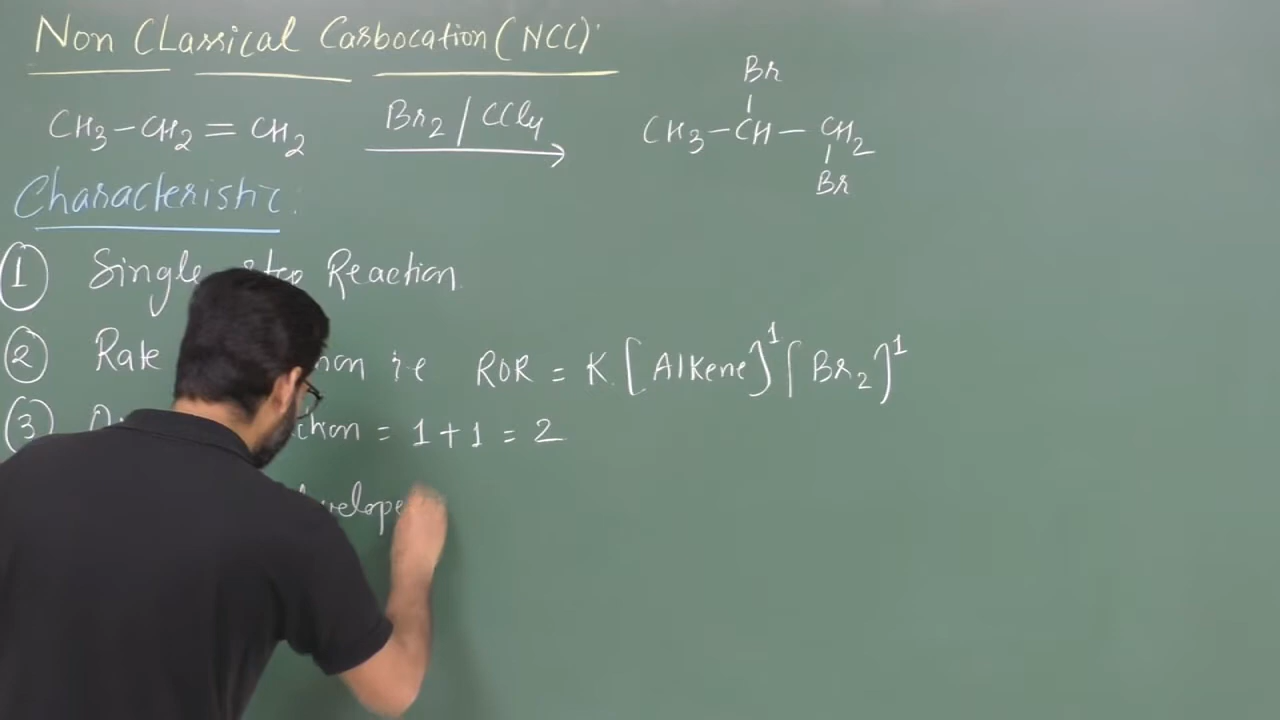 Non Classical Carbocation (NCC):
Br
CH3-CH2=CH2 Br2/CCl4 CH3-CH-CH2
Br
Characteristic:
1 Single Reaction
2 Rate i.e ROR = K [Alkene]^1 [Br2]^1
3 = 1+1=2